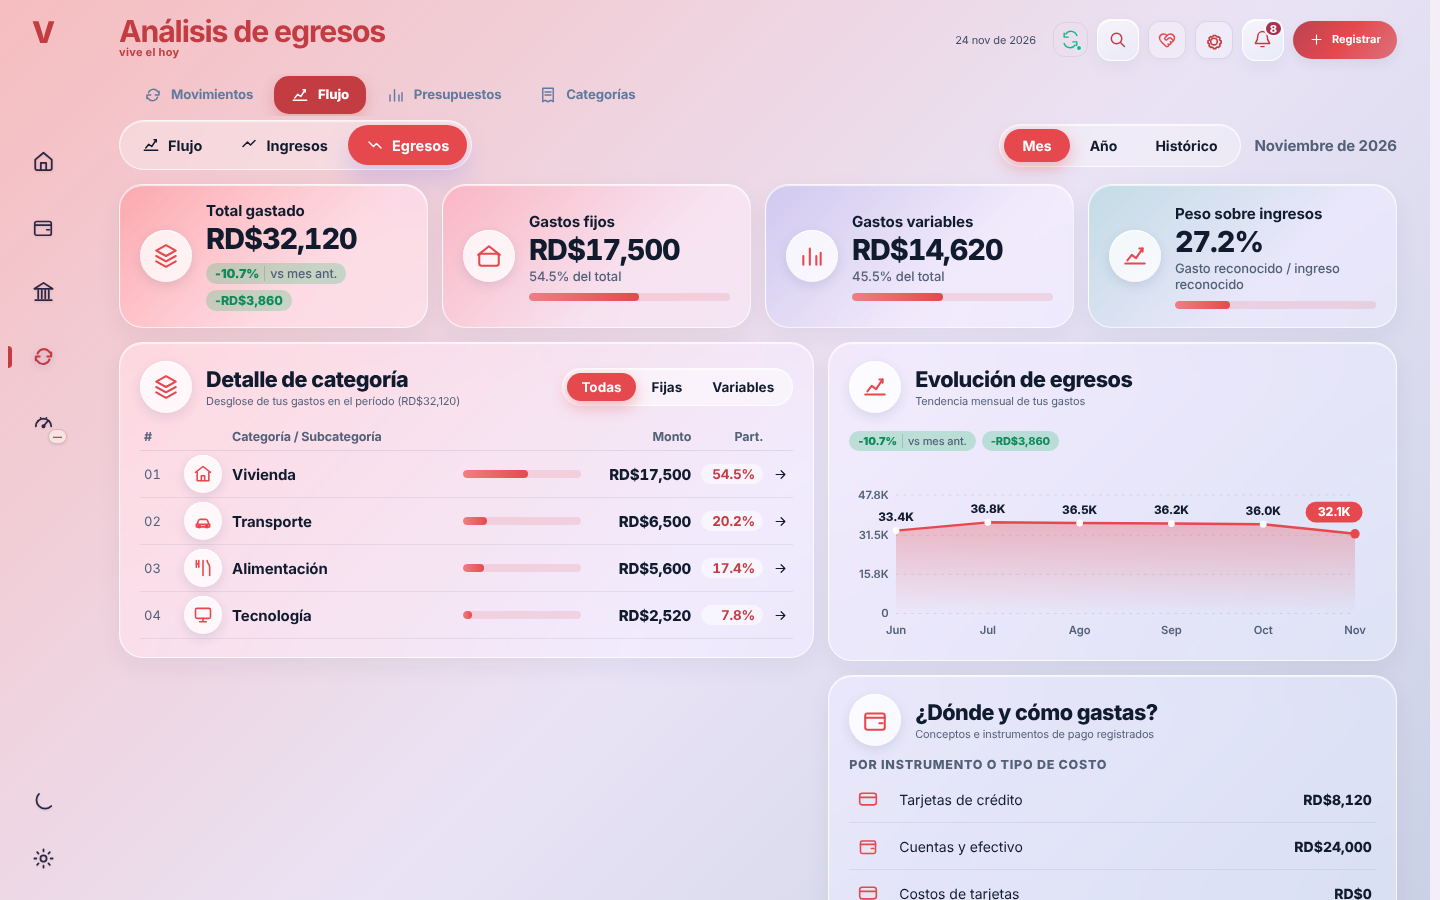 V
Análisis de egresos
vive el hoy
24 nov de 2026
8
Registrar
Movimientos
Flujo
Presupuestos
Categorías
Flujo
Ingresos
Egresos
Mes
Año
Histórico
Noviembre de 2026
Total gastado
RD$32,120
-10.7% vs mes ant.
-RD$3,860
Gastos fijos
RD$17,500
54.5% del total
Gastos variables
RD$14,620
45.5% del total
Peso sobre ingresos
27.2%
Gasto reconocido / ingreso
reconocido
Detalle de categoría
Desglose de tus gastos en el período (RD$32,120)
Todas
Fijas
Variables
# Categoría / Subcategoría Monto Part.
01 Vivienda RD$17,500 54.5% →
02 Transporte RD$6,500 20.2% →
03 Alimentación RD$5,600 17.4% →
04 Tecnología RD$2,520 7.8% →
Evolución de egresos
Tendencia mensual de tus gastos
-10.7% vs mes ant.
-RD$3,860
47.8K
31.5K
15.8K
0
33.4K
36.8K
36.5K
36.2K
36.0K
32.1K
Jun
Jul
Ago
Sep
Oct
Nov
¿Dónde y cómo gastas?
Conceptos e instrumentos de pago registrados
POR INSTRUMENTO O TIPO DE COSTO
Tarjetas de crédito RD$8,120
Cuentas y efectivo RD$24,000
Costos de tarjetas RD$0